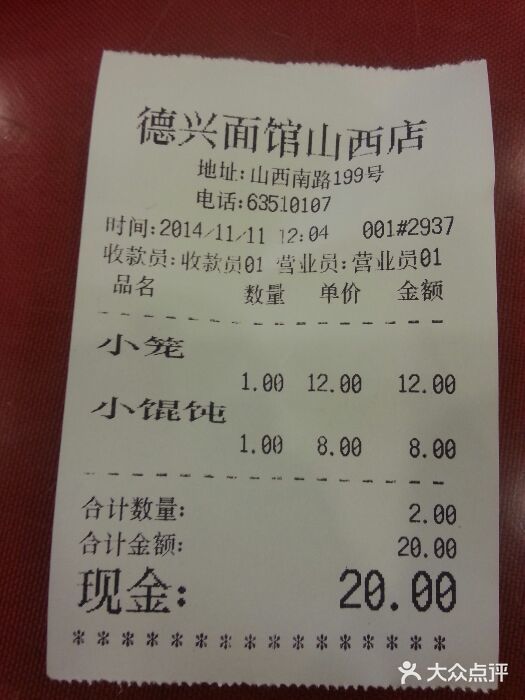 德兴面馆山西店
地址:山西南路199号
电话:63510107
时间:2014/11/11 12:04 001#2937
收款员:收款员01 营业员:营业员01
品名 数量 单价 金额
小笼
1.00 12.00 12.00
小馄饨
1.00 8.00 8.00
合计数量: 2.00
合计金额: 20.00
现金: 20.00
* * * * * * * * * * * * * * * *
大众点评